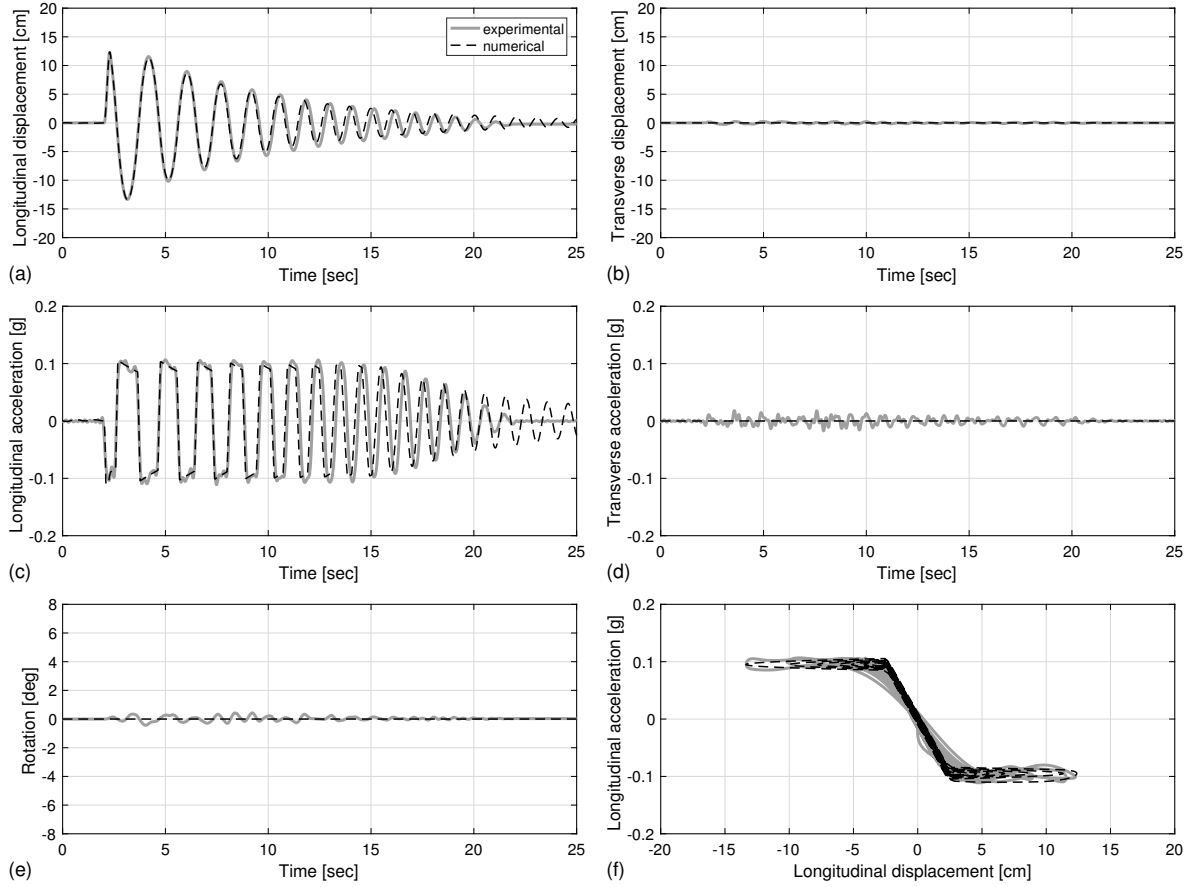 20
15
10
5
0
-5
-10
-15
-20
Longitudinal displacement [cm]
experimental
numerical
0 5 10 15 20 25
Time [sec]
(a)
20
15
10
5
0
-5
-10
-15
-20
Transverse displacement [cm]
0 5 10 15 20 25
Time [sec]
(b)
0.2
0.1
0
-0.1
-0.2
Longitudinal acceleration [g]
0 5 10 15 20 25
Time [sec]
(c)
0.2
0.1
0
-0.1
-0.2
Transverse acceleration [g]
0 5 10 15 20 25
Time [sec]
(d)
8
6
4
2
0
-2
-4
-6
-8
Rotation [deg]
0 5 10 15 20 25
Time [sec]
(e)
0.2
0.1
0
-0.1
-0.2
Longitudinal acceleration [g]
-20 -15 -10 -5 0 5 10 15 20
Longitudinal displacement [cm]
(f)